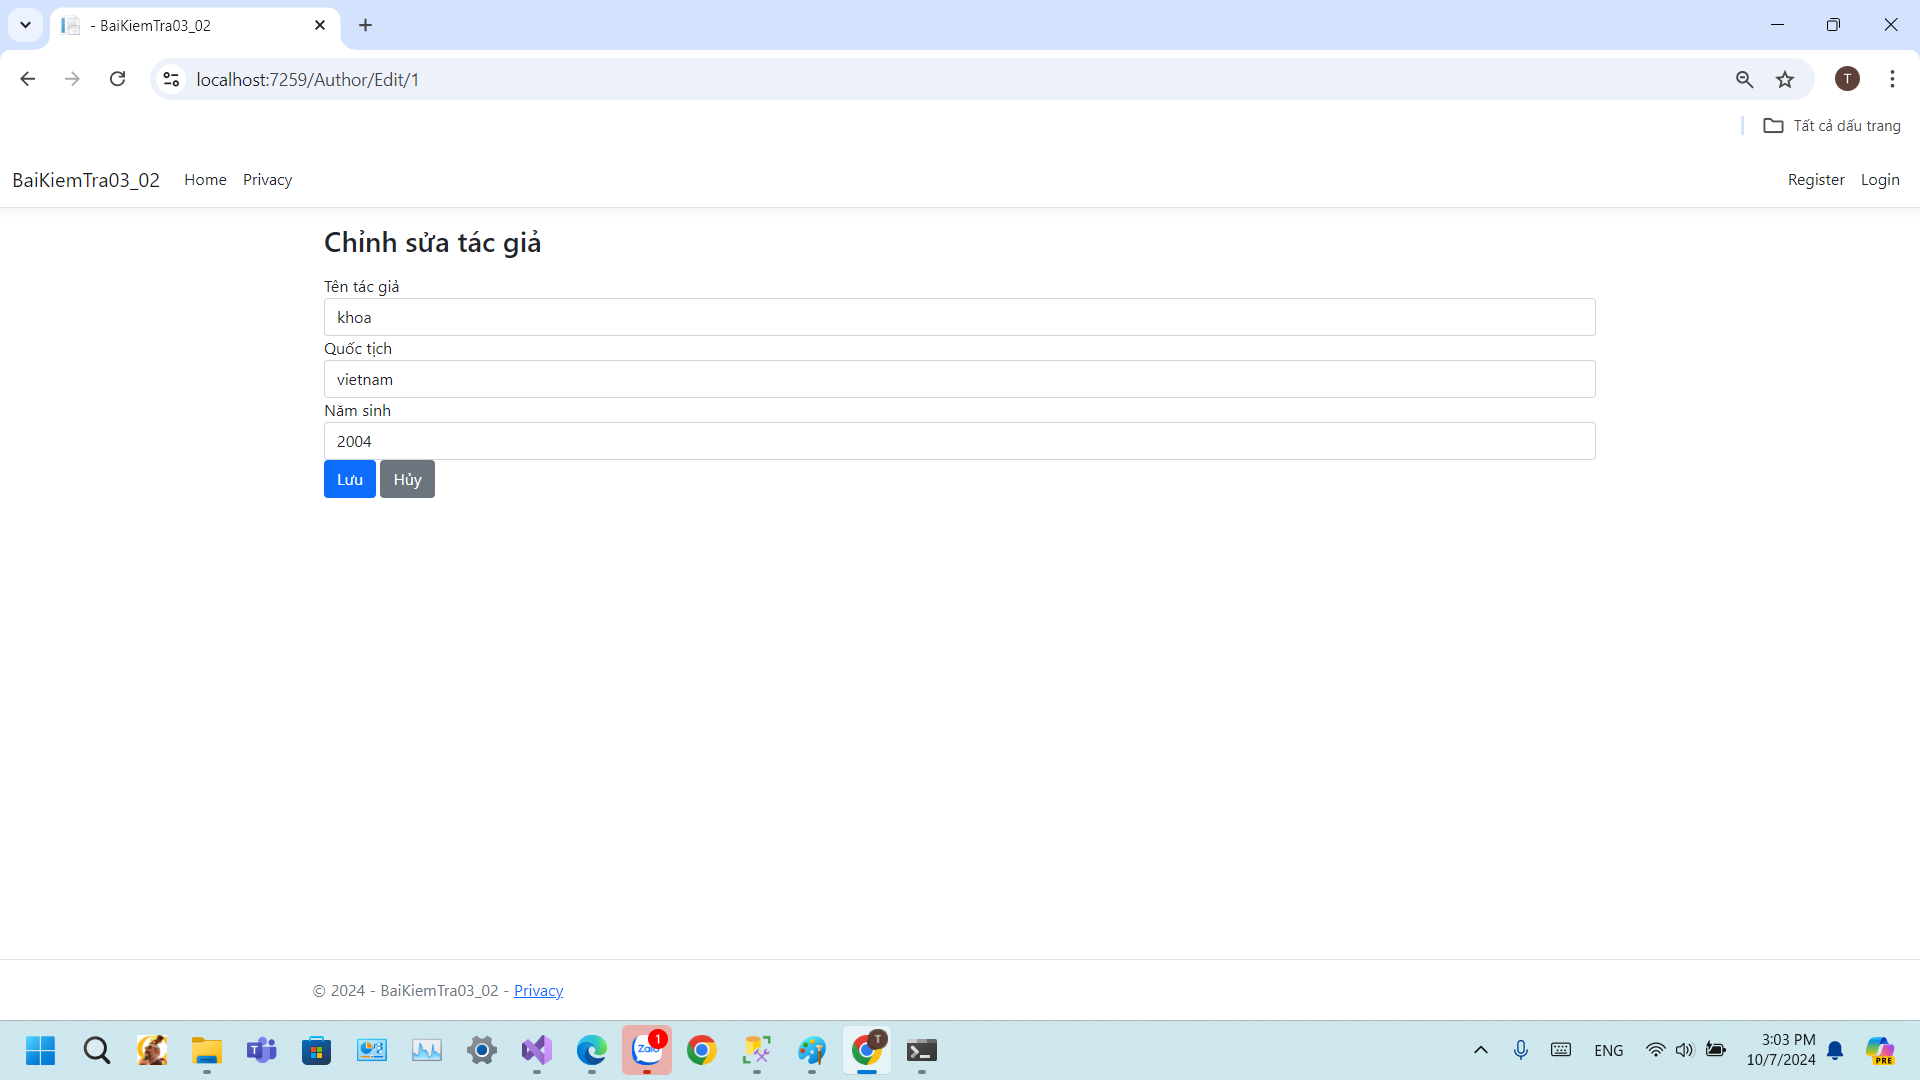 - BaiKiemTra03_02
localhost:7259/Author/Edit/1
T
Tất cả dấu trang
BaiKiemTra03_02 Home Privacy Register Login
Chỉnh sửa tác giả
Tên tác giả
khoa
Quốc tịch
vietnam
Năm sinh
2004
Lưu Hủy
© 2024 - BaiKiemTra03_02 - Privacy
Zalo 1 T
ENG
3:03 PM
10/7/2024
PRE